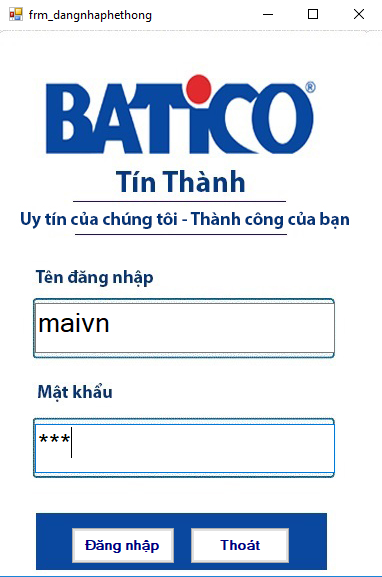 frm_dangnhaphethong
BATiCO®
Tín Thành
Uy tín của chúng tôi - Thành công của bạn
Tên đăng nhập
maivn
Mật khẩu
***
Đăng nhập
Thoát